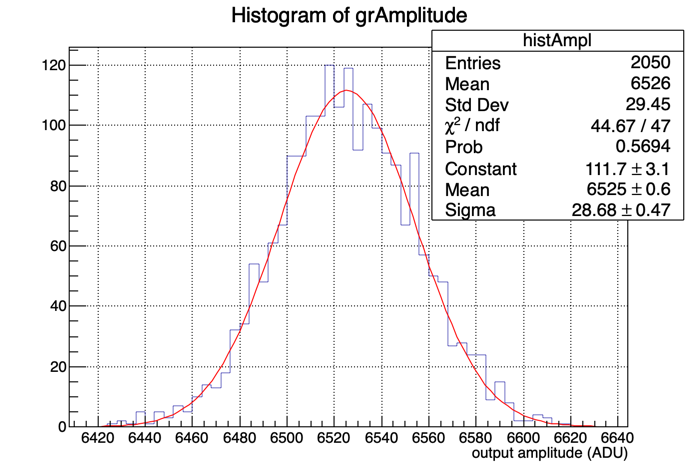 Histogram of grAmplitude
histAmpl
Entries 2050
Mean 6526
Std Dev 29.45
χ² / ndf 44.67 / 47
Prob 0.5694
Constant 111.7 ± 3.1
Mean 6525 ± 0.6
Sigma 28.68 ± 0.47
120
100
80
60
40
20
0
6420 6440 6460 6480 6500 6520 6540 6560 6580 6600 6620 6640
output amplitude (ADU)